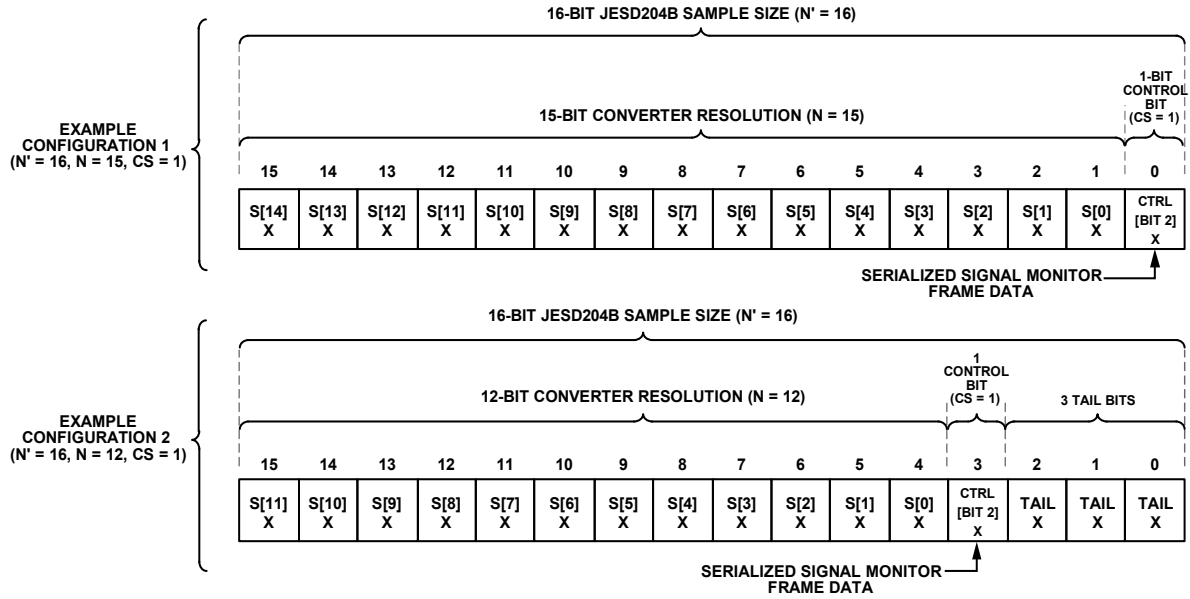 16-BIT JESD204B SAMPLE SIZE (N' = 16)
1-BIT
CONTROL
BIT
(CS = 1)
15-BIT CONVERTER RESOLUTION (N = 15)
EXAMPLE
CONFIGURATION 1
(N' = 16, N = 15, CS = 1)
15 14 13 12 11 10 9 8 7 6 5 4 3 2 1 0
S[14] S[13] S[12] S[11] S[10] S[9] S[8] S[7] S[6] S[5] S[4] S[3] S[2] S[1] S[0] CTRL
[BIT 2]
X X X X X X X X X X X X X X X X
SERIALIZED SIGNAL MONITOR
FRAME DATA
16-BIT JESD204B SAMPLE SIZE (N' = 16)
1
CONTROL
BIT
(CS = 1)
12-BIT CONVERTER RESOLUTION (N = 12)
3 TAIL BITS
EXAMPLE
CONFIGURATION 2
(N' = 16, N = 12, CS = 1)
15 14 13 12 11 10 9 8 7 6 5 4 3 2 1 0
S[11] S[10] S[9] S[8] S[7] S[6] S[5] S[4] S[3] S[2] S[1] S[0] CTRL TAIL TAIL TAIL
[BIT 2]
X X X X X X X X X X X X X X X X
SERIALIZED SIGNAL MONITOR
FRAME DATA